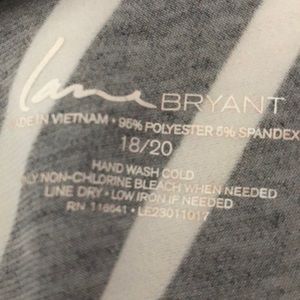 lane BRYANT
MADE IN VIETNAM • 95% POLYESTER 5% SPANDEX
18/20
HAND WASH COLD
ONLY NON-CHLORINE BLEACH WHEN NEEDED
LINE DRY • LOW IRON IF NEEDED
RN 116641 • LE23011017